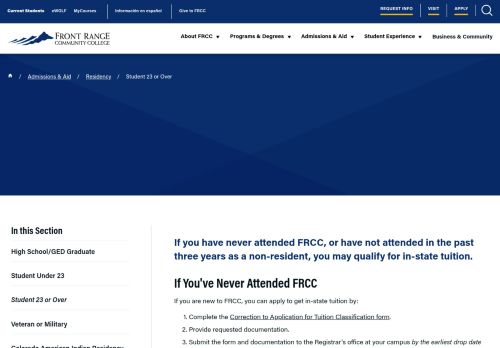 Current Students eWOLF MyCourses Información en español Give to FRCC REQUEST INFO VISIT APPLY
FRONT RANGE
COMMUNITY COLLEGE
About FRCC Programs & Degrees Admissions & Aid Student Experience Business & Community
/ Admissions & Aid / Residency / Student 23 or Over
In this Section
High School/GED Graduate
Student Under 23
Student 23 or Over
Veteran or Military
Colorado American Indian Residency
If you have never attended FRCC, or have not attended in the past
three years as a non-resident, you may qualify for in-state tuition.
If You've Never Attended FRCC
If you are new to FRCC, you can apply to get in-state tuition by:
1. Complete the Correction to Application for Tuition Classification form.
2. Provide requested documentation.
3. Submit the form and documentation to the Registrar's office at your campus by the earliest drop date